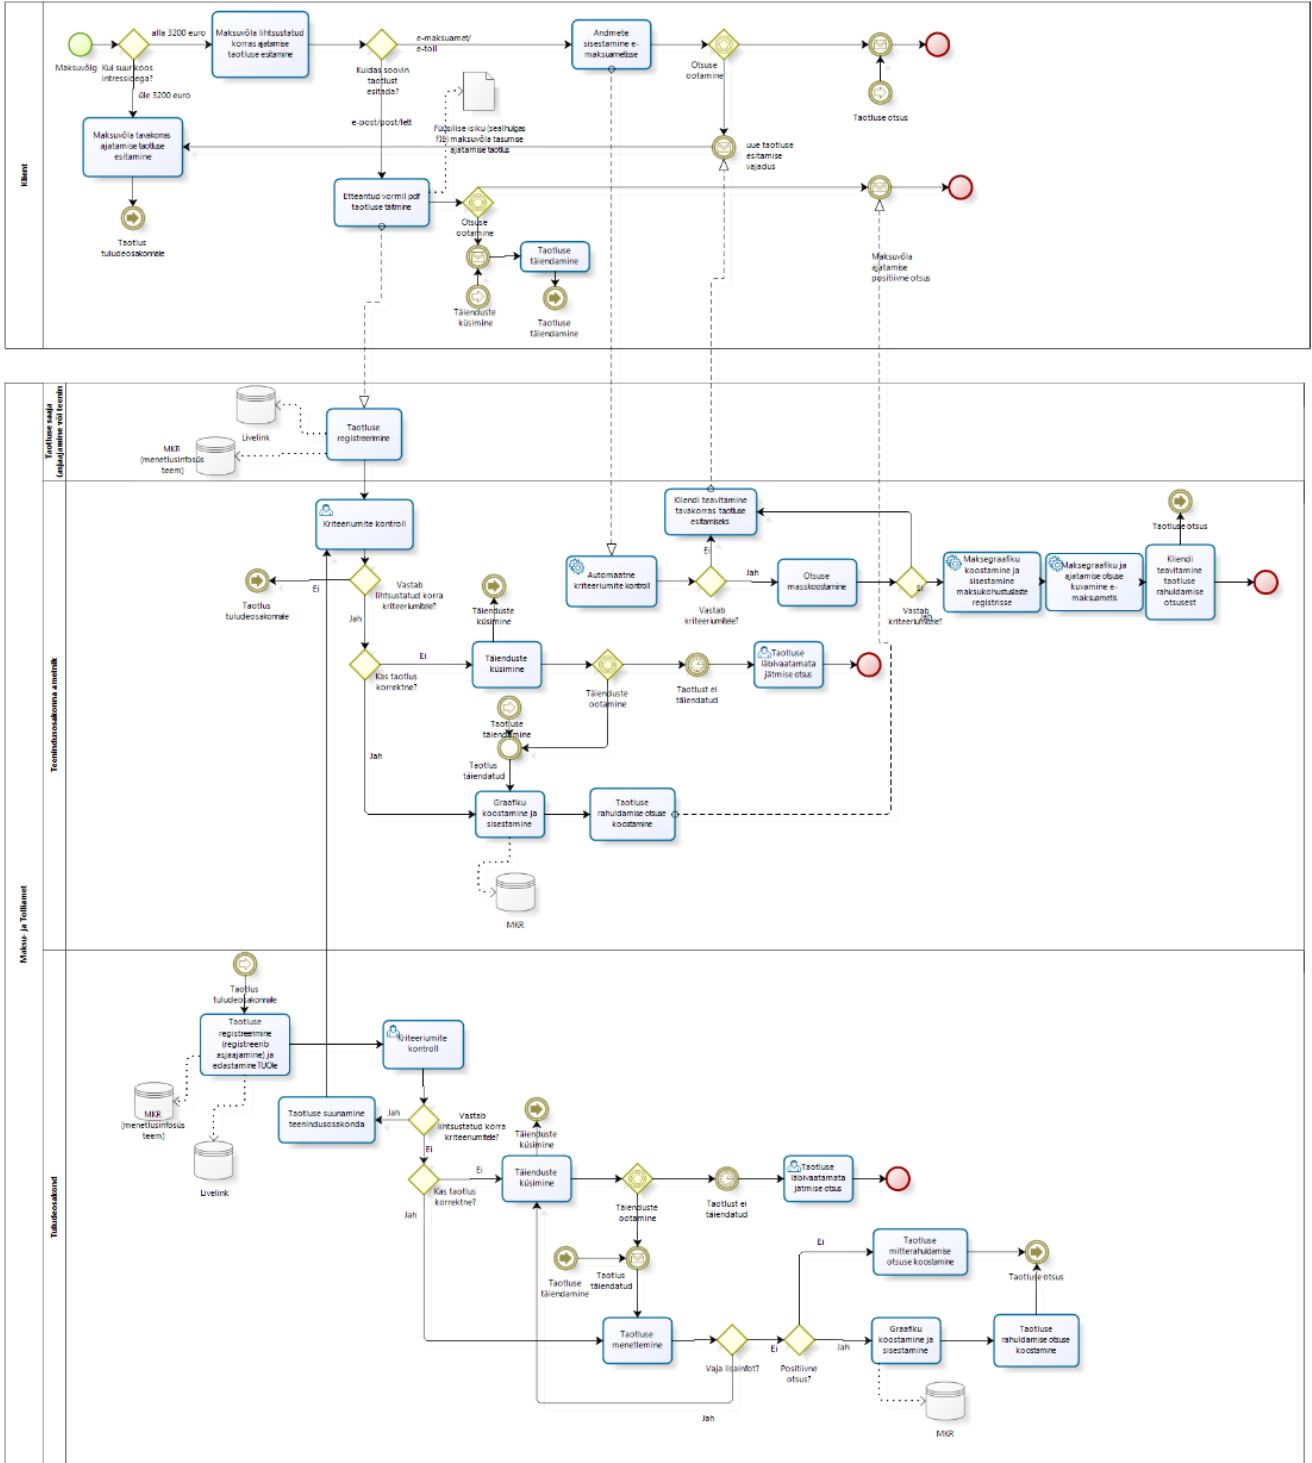 Klient
Maksuvõlg
Kui suur koos
intressidega?
alla 3200 euro
üle 3200 euro
Maksuvõla lihtsustatud
korras ajatamise
taotluse esitamine
Kuidas soovin
taotlust
esitada?
e-maksuamet/
e-toll
e-post/post/lett
Andmete
sisestamine e-
maksuametisse
Otsuse
ootamine
Taotluse otsus
uue taotluse
esitamise
vajadus
Maksuvõla tavakorras
ajatamise taotluse
esitamine
Taotlus
tuludeosakonnale
Füüsilise isiku (sealhulgas
FIE) maksuvõla tasumise
ajatamise taotlus
Etteantud vormil pdf
taotluse täitmine
Otsuse
ootamine
Taotluse
täiendamine
Täienduste
küsimine
Taotluse
täiendamine
Maksuvõla
ajatamise
positiivne otsus
Maksu- ja Tolliamet
Taotluse saaja
(asjaajamine või teenin
Livelink
MKR
(menetlusinfosüs
teem)
Taotluse
registreerimine
Teenindusosakonna ametnik
Kriteeriumite kontroll
Vastab
lihtsustatud korra
kriteeriumitele?
Ei
Jah
Taotlus
tuludeosakonnale
Kas taotlus
korrektne?
Ei
Jah
Täienduste
küsimine
Täienduste
küsimine
Täienduste
ootamine
Taotlust ei
täiendatud
Taotluse
läbivaatamata
jätmise otsus
Taotluse
täiendamine
Taotlus
täiendatud
Graafiku
koostamine ja
sisestamine
Taotluse
rahuldamise otsuse
koostamine
MKR
Kliendi teavitamine
tavakorras taotluse
esitamiseks
Automaatne
kriteeriumite kontroll
Ei
Jah
Vastab
kriteeriumitele?
Otsuse
masskoostamine
Ei
Vastab
kriteeriumitele?
Jah
Maksegraafiku
koostamine ja
sisestamine
maksukohustuslaste
registrisse
Maksegraafiku ja
ajatamise otsuse
kuvamine e-
maksuametis
Kliendi
teavitamine
taotluse
rahuldamise
otsusest
Taotluse otsus
Tuludeosakond
Taotlus
tuludeosakonnale
Taotluse
registreerimine
(registreerib
asjaajamine) ja
edastamine TUOle
MKR
(menetlusinfosüs
teem)
Livelink
Kriteeriumite
kontroll
Taotluse suunamine
teenindusosakonda
Jah
Vastab
lihtsustatud korra
kriteeriumitele?
Ei
Kas taotlus
korrektne?
Ei
Jah
Täienduste
küsimine
Täienduste
küsimine
Täienduste
ootamine
Taotlust ei
täiendatud
Taotluse
läbivaatamata
jätmise otsus
Taotluse
täiendamine
Taotlus
täiendatud
Taotluse
menetlemine
Vaja lisainfot?
Ei
Jah
Positiivne
otsus?
Ei
Jah
Taotluse
mitterahuldamise
otsuse koostamine
Taotluse otsus
Graafiku
koostamine ja
sisestamine
Taotluse
rahuldamise otsuse
koostamine
MKR